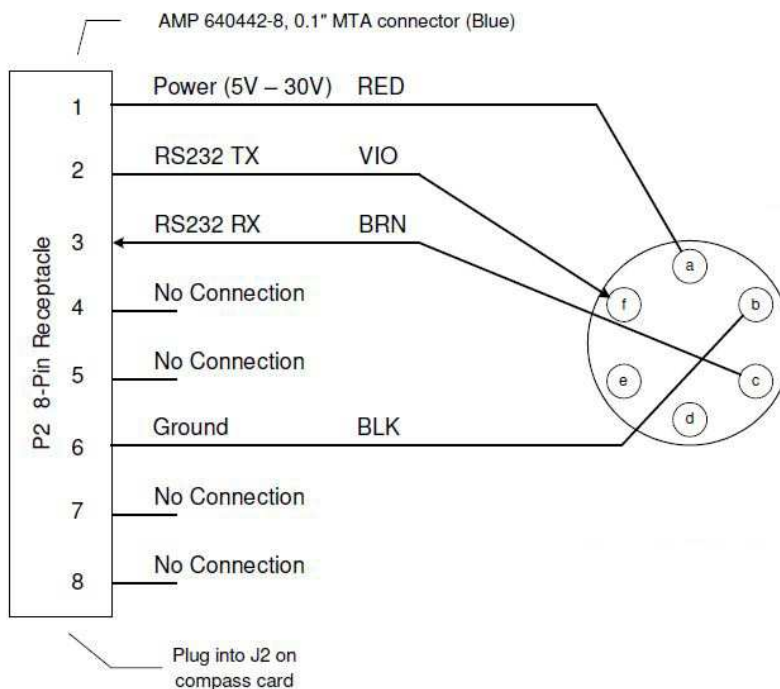 AMP 640442-8, 0.1" MTA connector (Blue)
P2 8-Pin Receptacle
1 Power (5V – 30V) RED
2 RS232 TX VIO
3 RS232 RX BRN
4 No Connection
5 No Connection
6 Ground BLK
7 No Connection
8 No Connection
a
b
c
d
e
f
Plug into J2 on
compass card